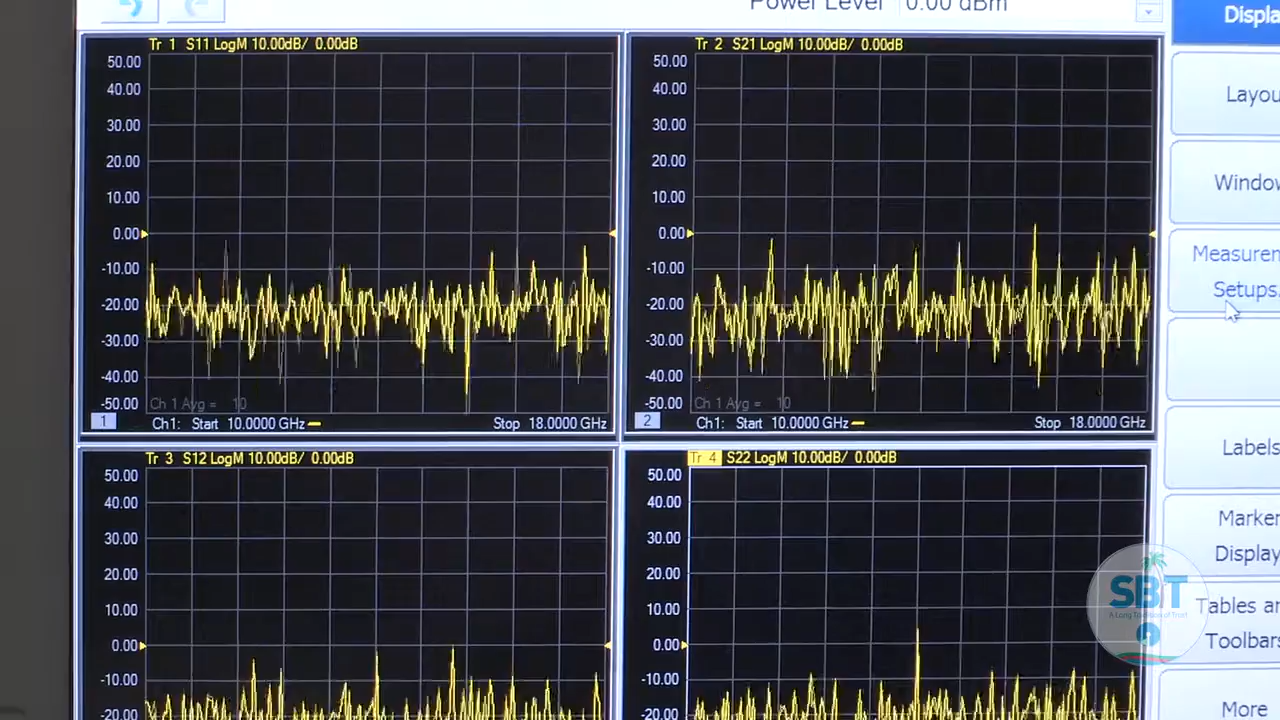 Power Level 0.00 dBm
Displa
Tr 1 S11 LogM 10.00dB/ 0.00dB
50.00
40.00
30.00
20.00
10.00
0.00
-10.00
-20.00
-30.00
-40.00
-50.00
Ch 1 Avg = 10
1
Ch1: Start 10.0000 GHz
Stop 18.0000 GHz
Tr 2 S21 LogM 10.00dB/ 0.00dB
50.00
40.00
30.00
20.00
10.00
0.00
-10.00
-20.00
-30.00
-40.00
-50.00
Ch 1 Avg = 10
2
Ch1: Start 10.0000 GHz
Stop 18.0000 GHz
Tr 3 S12 LogM 10.00dB/ 0.00dB
50.00
40.00
30.00
20.00
10.00
0.00
-10.00
-20.00
Tr 4 S22 LogM 10.00dB/ 0.00dB
50.00
40.00
30.00
20.00
10.00
0.00
-10.00
-20.00
Layou
Window
Measurem
Setups.
Labels
Marker
Display
Tables an
Toolbars
More
SBT
A Long Tradition of Trust